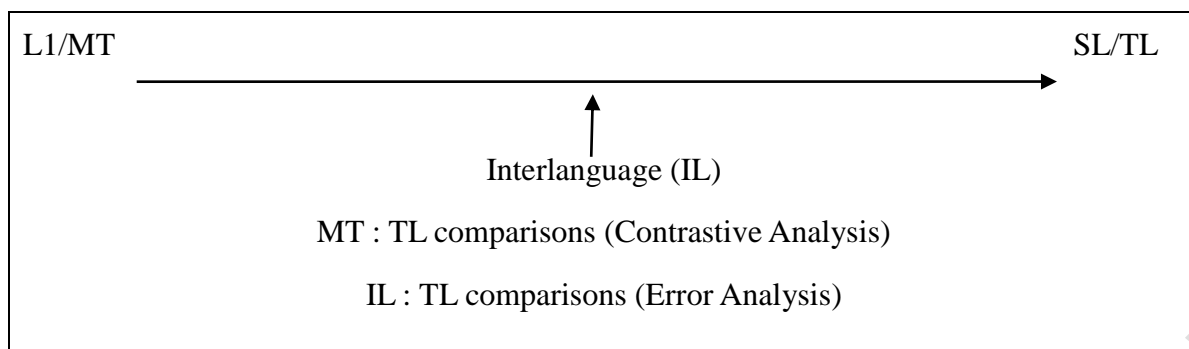 L1/MT SL/TL
Interlanguage (IL)
MT : TL comparisons (Contrastive Analysis)
IL : TL comparisons (Error Analysis)